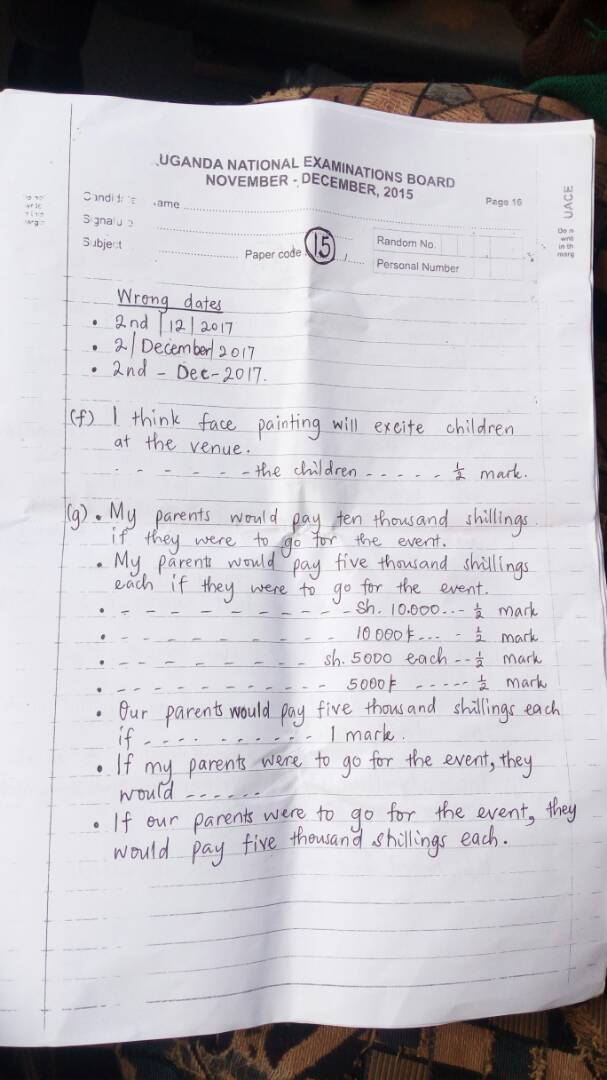 UGANDA NATIONAL EXAMINATIONS BOARD
NOVEMBER - DECEMBER, 2015
Page 16
UACE
Signatu
Subject
Paper code
15
Random No.
Personal Number
Wrong dates
• 2nd | 12 | 2017
• 2/ December/ 2017
• 2nd - Dec - 2017.
(f) I think face painting will excite children
at the venue.
- - - - - - the children - - - - - ½ mark.
(g) • My parents would pay ten thousand shillings
if they were to go for the event.
• My parents would pay five thousand shillings
each if they were to go for the event.
• - - - - - - - - - - - sh. 10.000 - - - ½ mark
• - - - - - - - - - - - 10 000/= - - - - ½ mark
• - - - - - - - - - sh. 5000 each - - ½ mark
• - - - - - - - - - - - 5000/= - - - - - ½ mark
• Our parents would pay five thousand shillings each
if - - - - - - - - - - - 1 mark.
• If my parents were to go for the event, they
would - - - - - -
• If our parents were to go for the event, they
would pay five thousand shillings each.